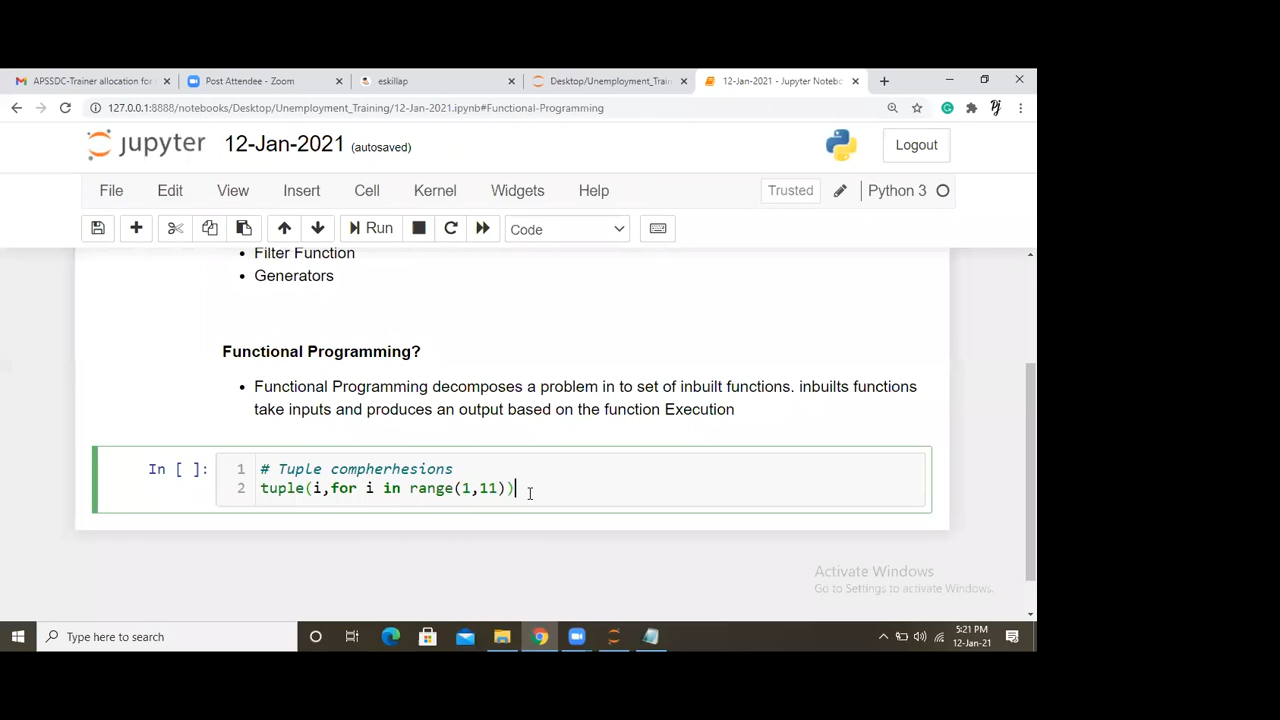 APSSDC-Trainer allocation for
Post Attendee - Zoom
eskillap
Desktop/Unemployment_Train
12-Jan-2021 - Jupyter Notebo
127.0.0.1:8888/notebooks/Desktop/Unemployment_Training/12-Jan-2021.ipynb#Functional-Programming
jupyter 12-Jan-2021 (autosaved)
Logout
File Edit View Insert Cell Kernel Widgets Help
Trusted
Python 3
Run
Code
• Filter Function
• Generators
Functional Programming?
• Functional Programming decomposes a problem in to set of inbuilt functions. inbuilts functions
take inputs and produces an output based on the function Execution
In [ ]:
1 # Tuple compherhesions
2 tuple(i,for i in range(1,11))
Activate Windows
Go to Settings to activate Windows.
Type here to search
5:21 PM
12-Jan-21